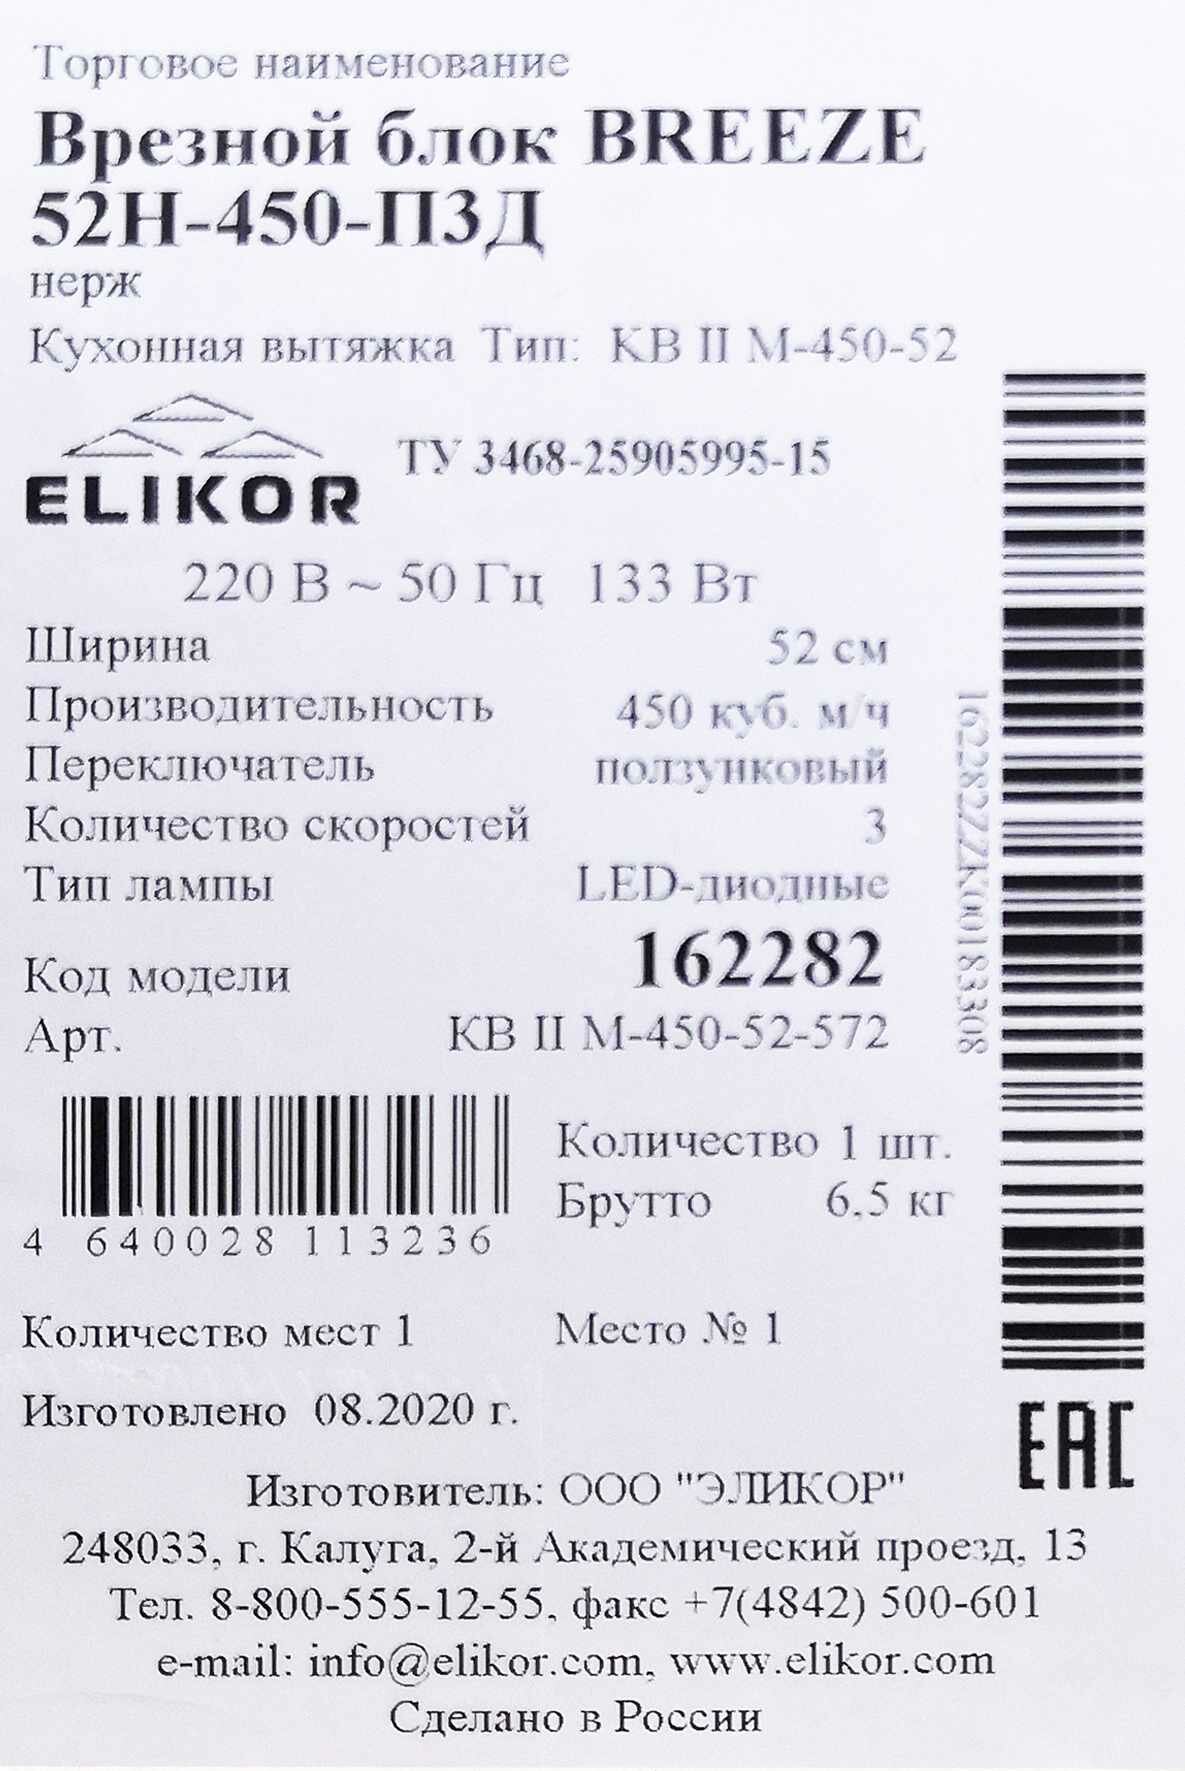 Торговое наименование
Врезной блок BREEZE
52Н-450-П3Д
нерж
Кухонная вытяжка Тип: КВ II М-450-52
ELIKOR
ТУ 3468-25905995-15
220 В ~ 50 Гц 133 Вт
Ширина 52 см
Производительность 450 куб. м/ч
Переключатель ползунковый
Количество скоростей 3
Тип лампы LED-диодные
Код модели 162282
Арт. КВ II М-450-52-572
162282ZZK00183308
4 640028 113236
Количество 1 шт.
Брутто 6,5 кг
Количество мест 1 Место № 1
Изготовлено 08.2020 г.
EAC
Изготовитель: ООО "ЭЛИКОР"
248033, г. Калуга, 2-й Академический проезд, 13
Тел. 8-800-555-12-55, факс +7(4842) 500-601
e-mail: info@elikor.com, www.elikor.com
Сделано в России